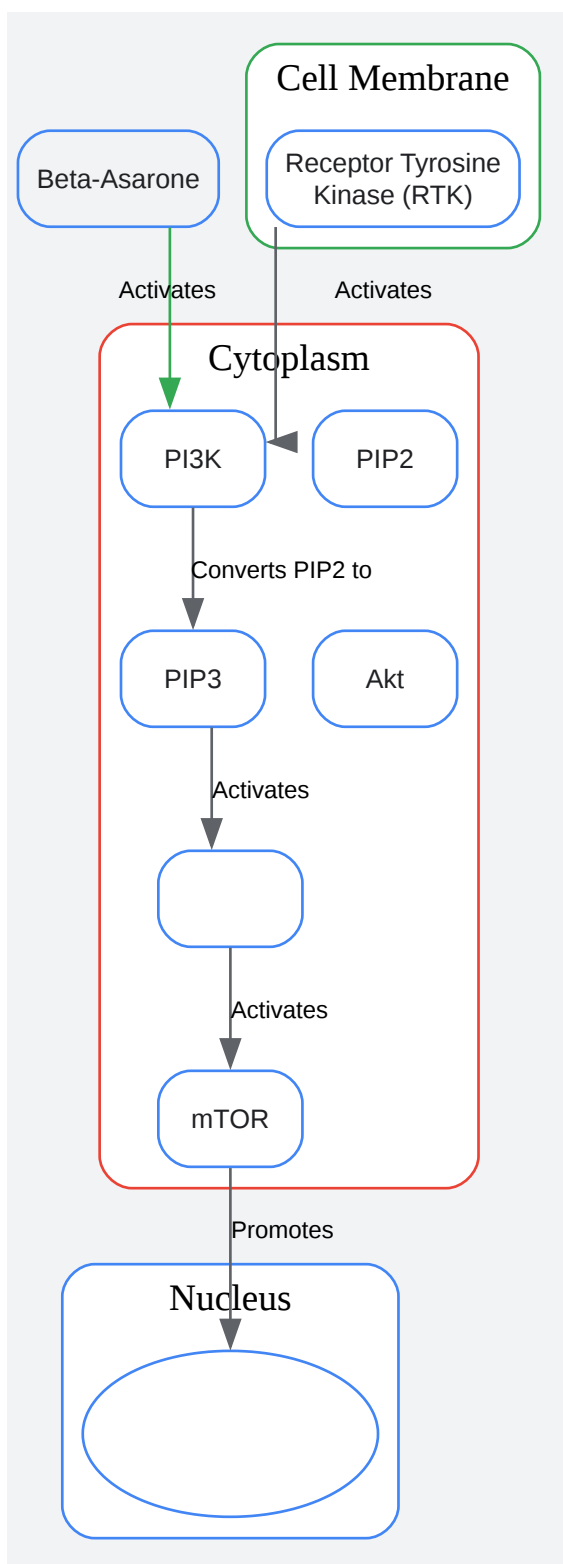 Cell Membrane
Beta-Asarone
Receptor Tyrosine
Kinase (RTK)
Activates
Activates
Cytoplasm
PI3K
PIP2
Converts PIP2 to
PIP3
Akt
Activates
Activates
mTOR
Promotes
Nucleus